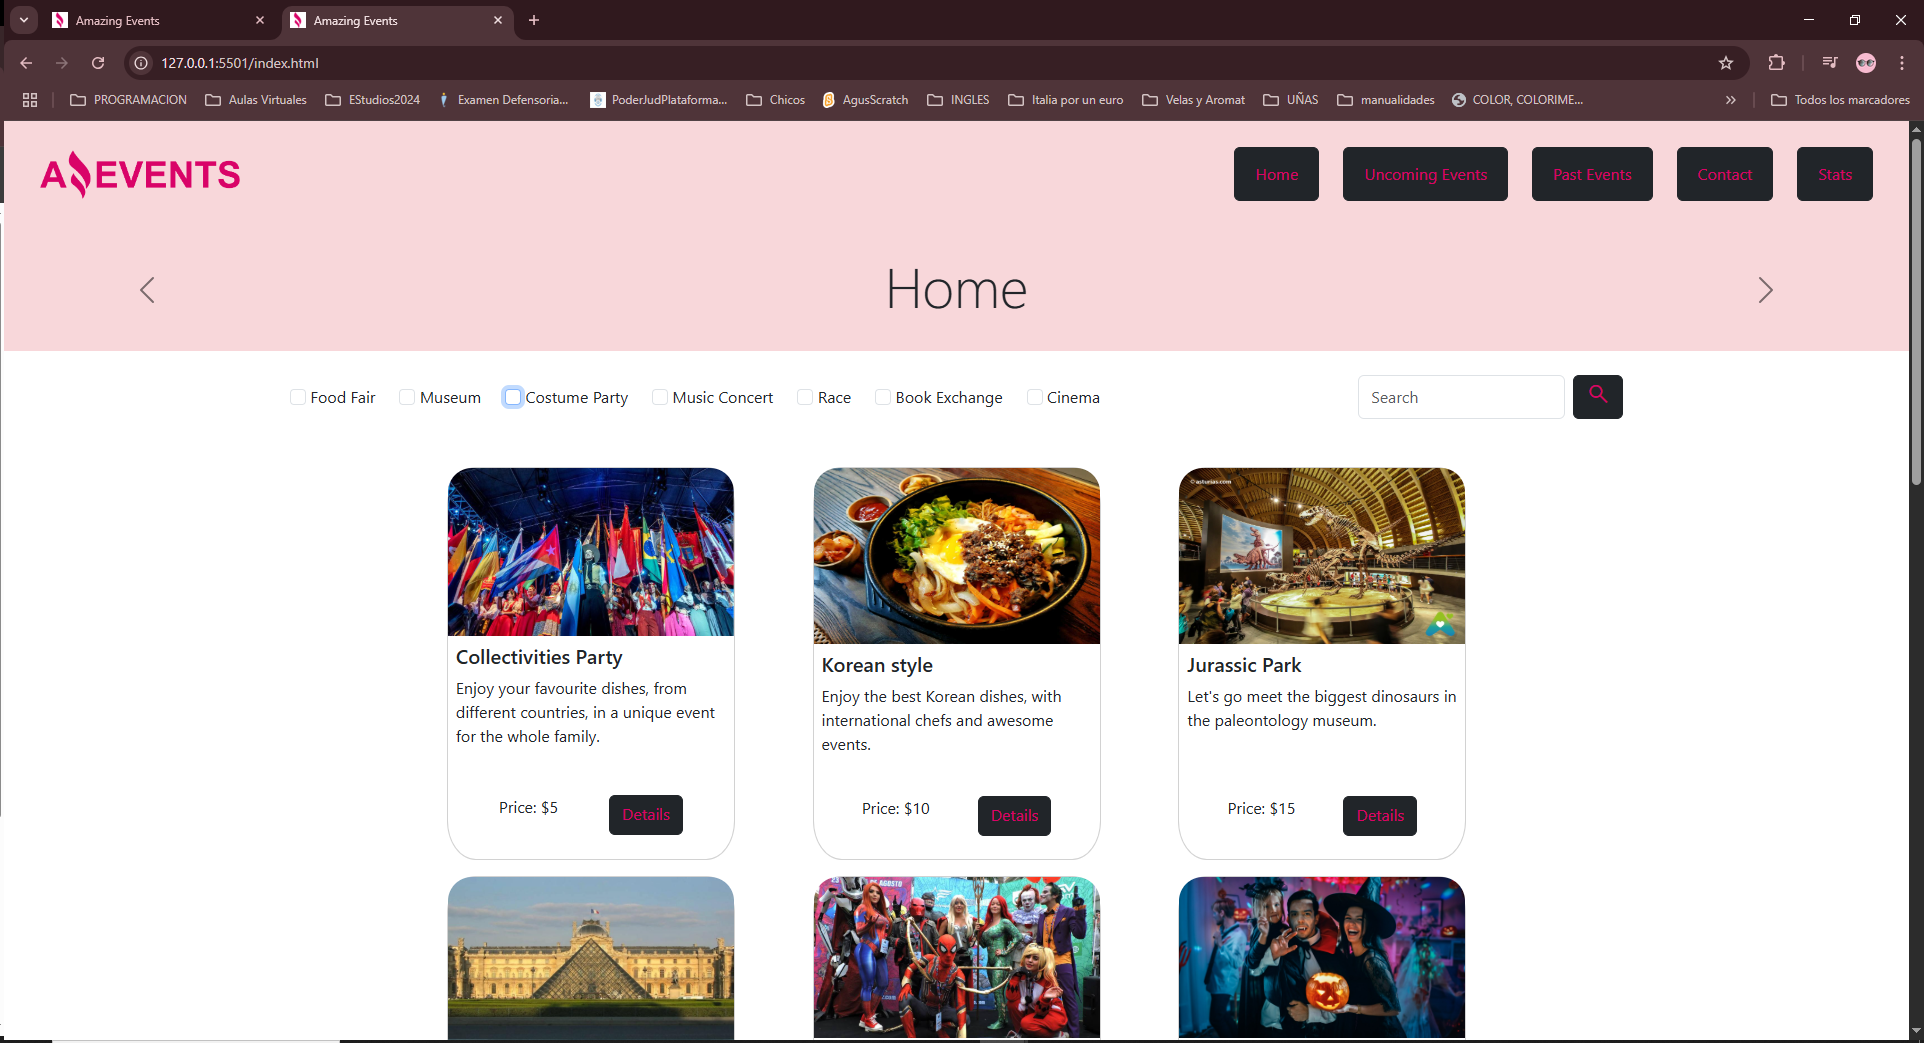 Amazing Events
Amazing Events
127.0.0.1:5501/index.html
PROGRAMACION
Aulas Virtuales
EStudios2024
Examen Defensoria...
PoderJudPlataforma...
Chicos
AgusScratch
INGLES
Italia por un euro
Velas y Aromat
UÑAS
manualidades
COLOR, COLORIME...
Todos los marcadores
A EVENTS
Home
Uncoming Events
Past Events
Contact
Stats
Home
Food Fair
Museum
Costume Party
Music Concert
Race
Book Exchange
Cinema
Search
© asturias.com
Collectivities Party
Enjoy your favourite dishes, from
different countries, in a unique event
for the whole family.
Price: $5
Details
Korean style
Enjoy the best Korean dishes, with
international chefs and awesome
events.
Price: $10
Details
Jurassic Park
Let's go meet the biggest dinosaurs in
the paleontology museum.
Price: $15
Details
DE AGOSTO